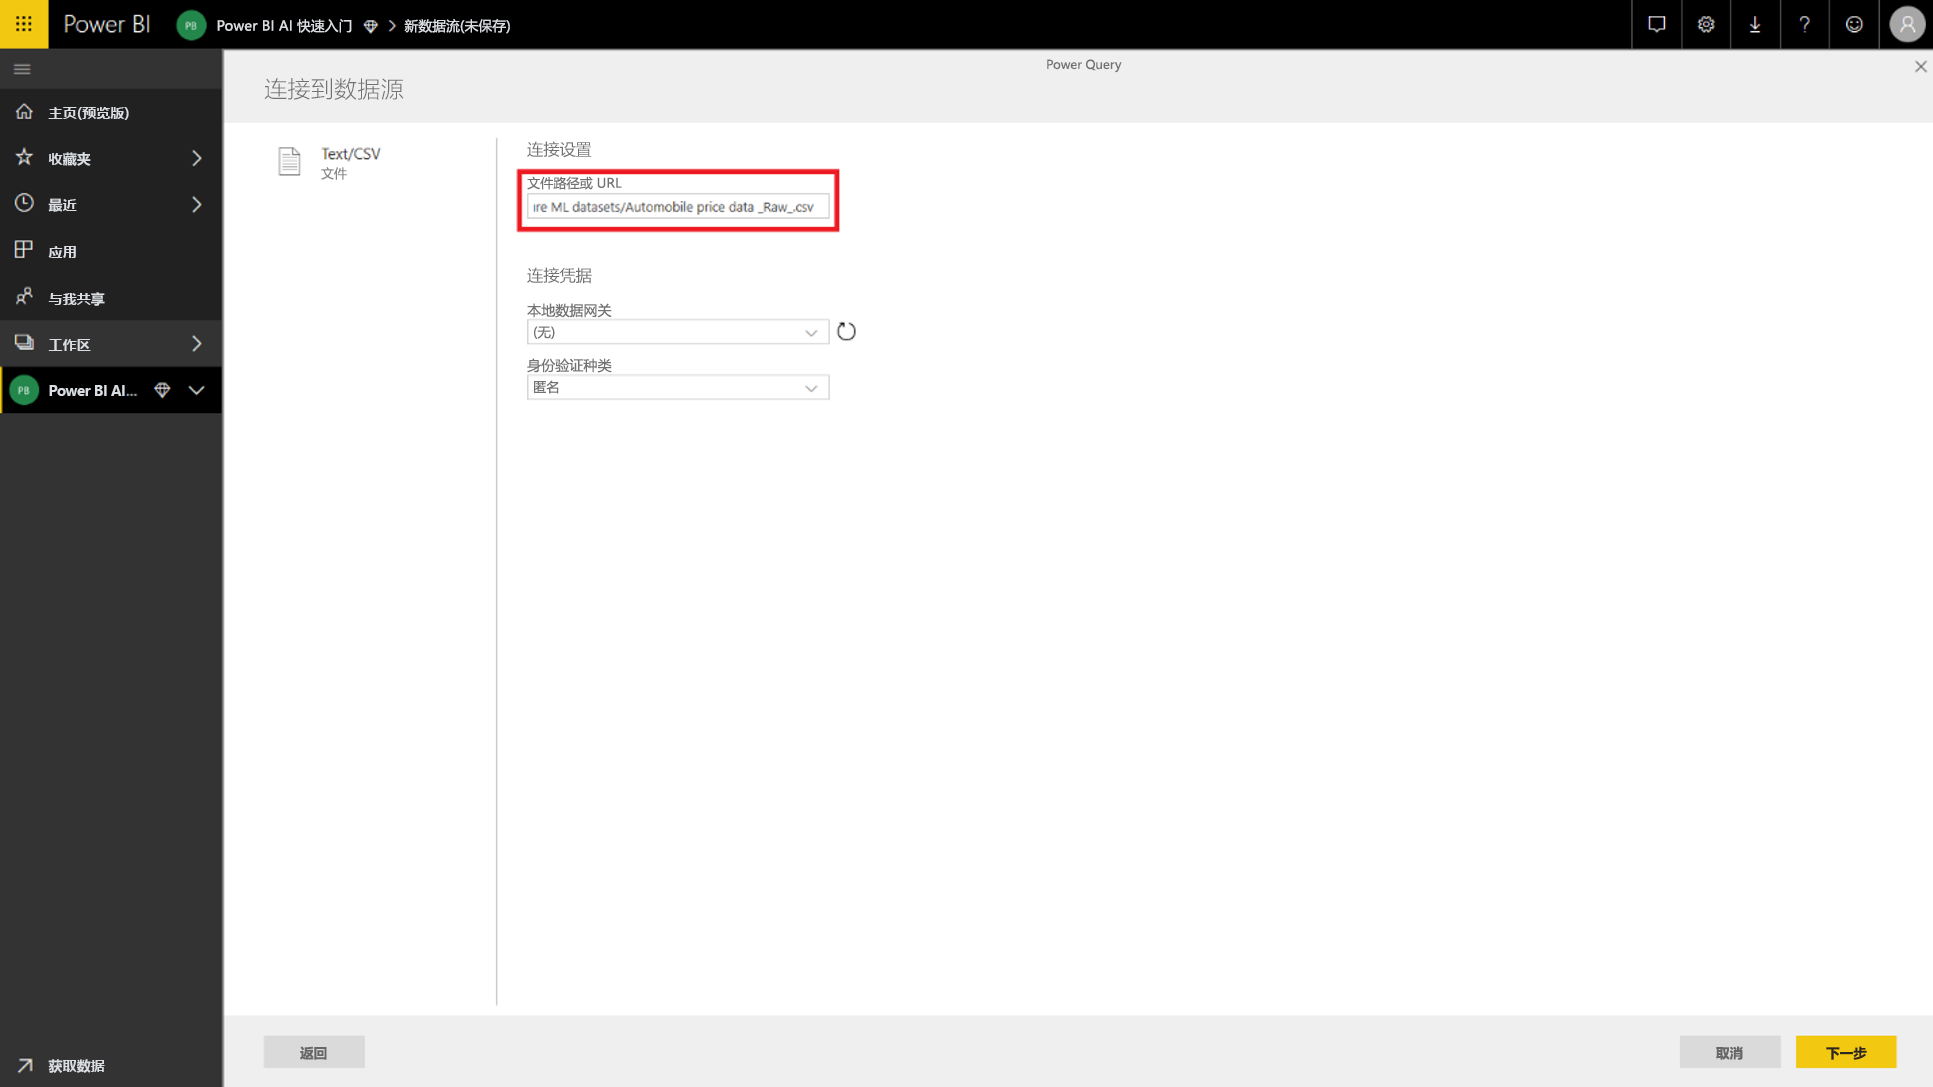 Power BI
PB
Power BI AI 快速入门 > 新数据流(未保存)
主页(预览版)
收藏夹
最近
应用
与我共享
工作区
PB
Power BI AI...
获取数据
Power Query
连接到数据源
Text/CSV
文件
连接设置
文件路径或 URL
ire ML datasets/Automobile price data _Raw_.csv
连接凭据
本地数据网关
(无)
身份验证种类
匿名
返回
取消
下一步